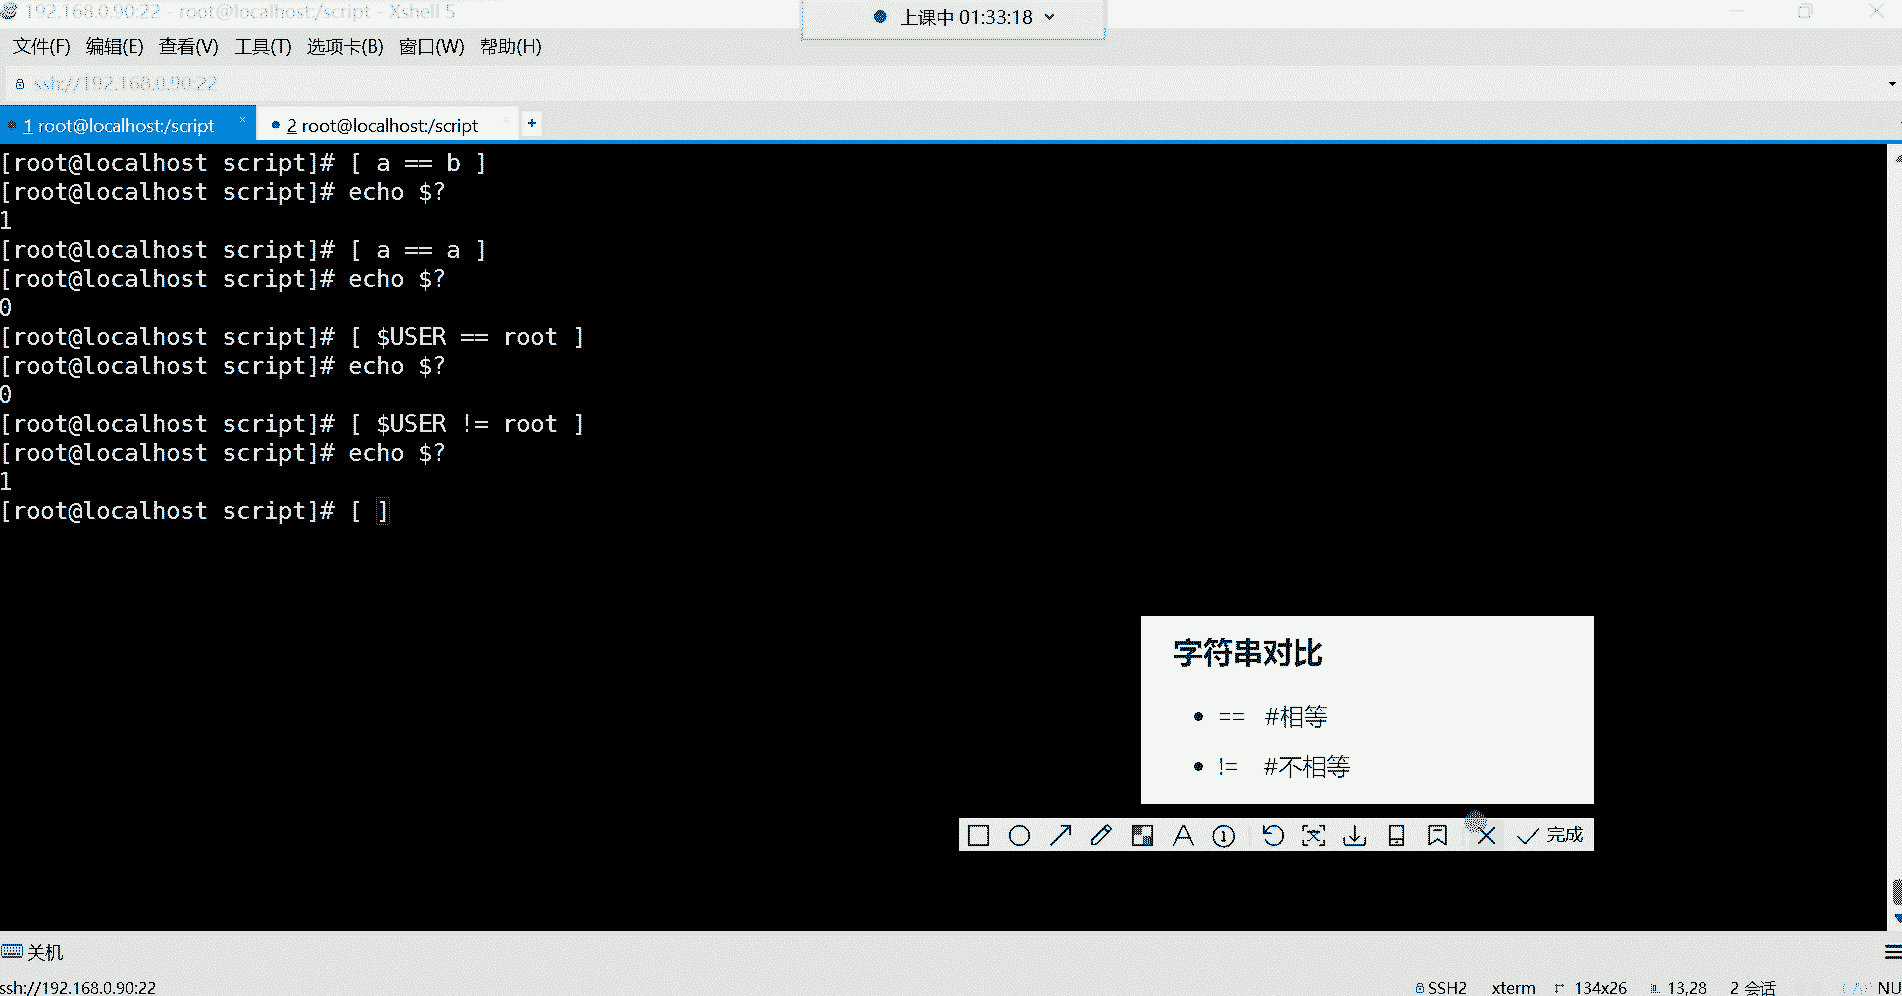 192.168.0.90:22 - root@localhost:/script - Xshell 5
上课中 01:33:18
文件(F) 编辑(E) 查看(V) 工具(T) 选项卡(B) 窗口(W) 帮助(H)
ssh://192.168.0.90:22
1 root@localhost:/script × 2 root@localhost:/script × +
[root@localhost script]# [ a == b ]
[root@localhost script]# echo $?
1
[root@localhost script]# [ a == a ]
[root@localhost script]# echo $?
0
[root@localhost script]# [ $USER == root ]
[root@localhost script]# echo $?
0
[root@localhost script]# [ $USER != root ]
[root@localhost script]# echo $?
1
[root@localhost script]# [ ]
字符串对比
• == #相等
• != #不相等
完成
关机
ssh://192.168.0.90:22
SSH2 xterm 134x26 13,28 2 会话